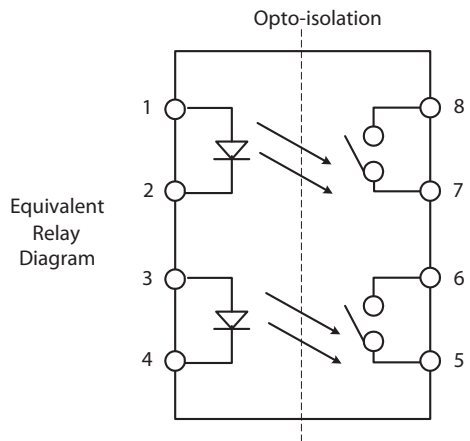 Opto-isolation
1
8
2
7
Equivalent
Relay
Diagram
3
6
4
5